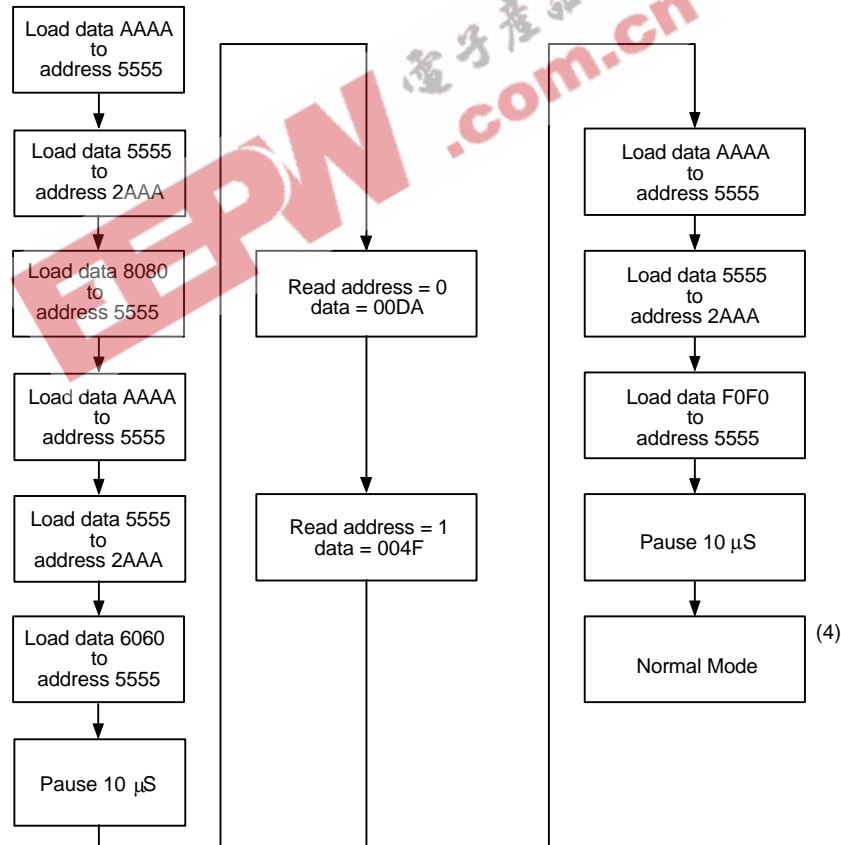 Load data AAAA
to
address 5555
Load data 5555
to
address 2AAA
Load data 8080
to
address 5555
Load data AAAA
to
address 5555
Load data 5555
to
address 2AAA
Load data 6060
to
address 5555
Pause 10 μS
Read address = 0
data = 00DA
Read address = 1
data = 004F
Load data AAAA
to
address 5555
Load data 5555
to
address 2AAA
Load data F0F0
to
address 5555
Pause 10 μS
Normal Mode
(4)
EEPW
電子產品
.com.cn